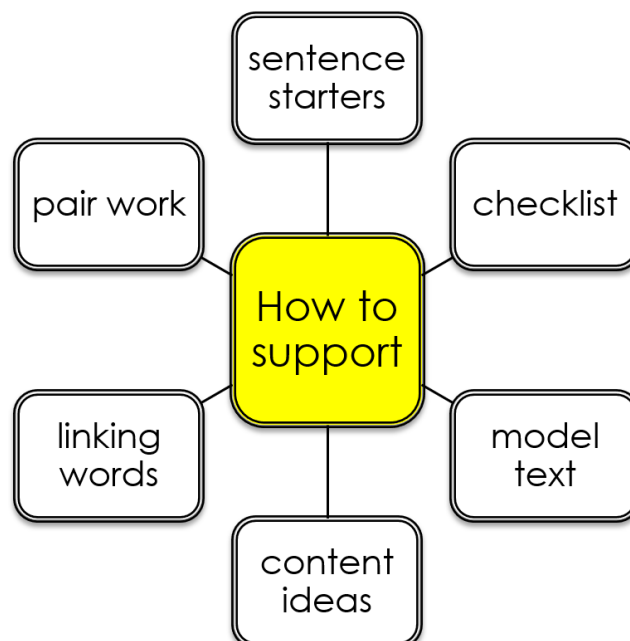 sentence
starters
pair work
checklist
How to
support
linking
words
model
text
content
ideas